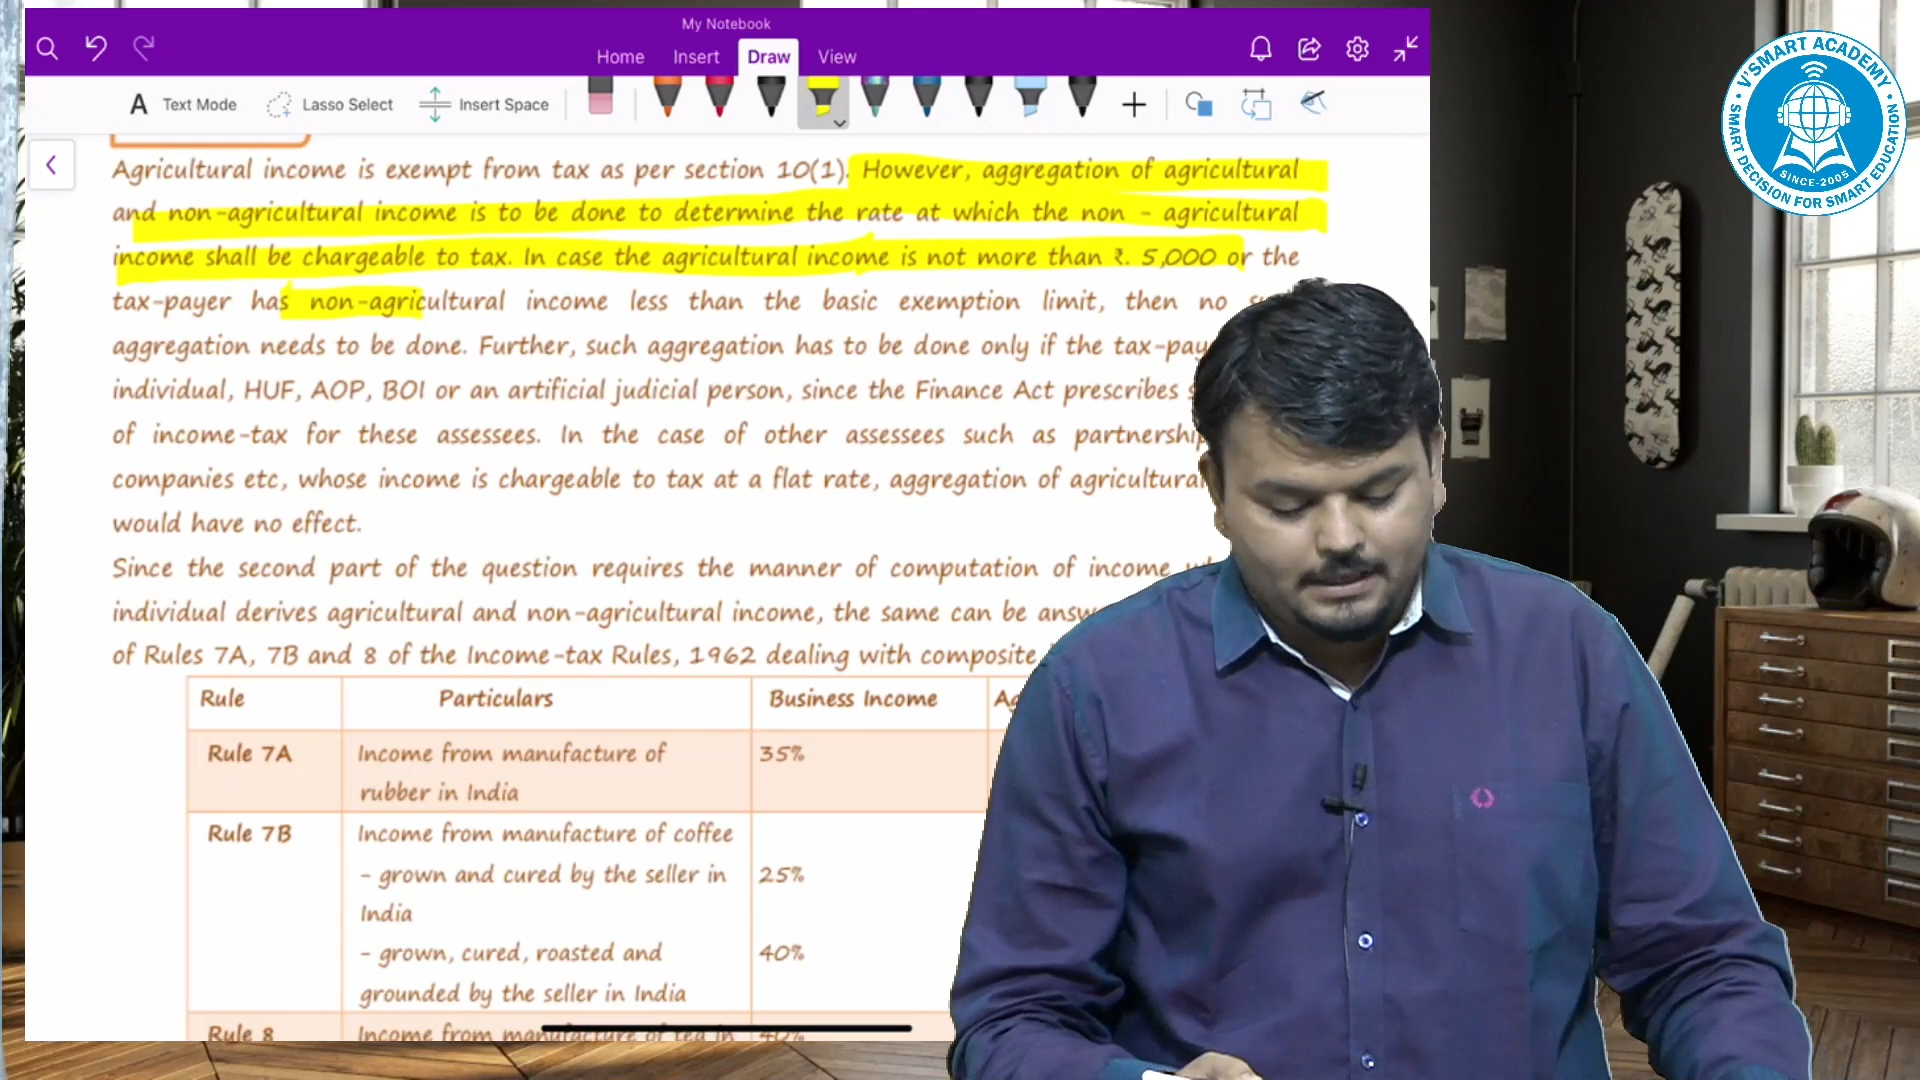 My Notebook
Home Insert Draw View
A Text Mode Lasso Select Insert Space
Agricultural income is exempt from tax as per section 10(1). However, aggregation of agricultural
and non-agricultural income is to be done to determine the rate at which the non - agricultural
income shall be chargeable to tax. In case the agricultural income is not more than ₹. 5,000 or the
tax-payer has non-agricultural income less than the basic exemption limit, then no
aggregation needs to be done. Further, such aggregation has to be done only if the
individual, HUF, AOP, BOI or an artificial judicial person, since the Finance Act prescribes
of income-tax for these assessees. In the case of other assessees such as
companies etc, whose income is chargeable to tax at a flat rate, aggregation of agricultural
would have no effect.
Since the second part of the question requires the manner of computation of income
individual derives agricultural and non-agricultural income, the same can be
of Rules 7A, 7B and 8 of the Income-tax Rules, 1962 dealing with composite
Rule Particulars Business Income
Rule 7A Income from manufacture of 35%
rubber in India
Rule 7B Income from manufacture of coffee
- grown and cured by the seller in 25%
India
- grown, cured, roasted and 40%
grounded by the seller in India
Rule 8 Income from manufacture of tea in 40%
V'SMART ACADEMY
SINCE-2005
SMART DECISION FOR SMART EDUCATION